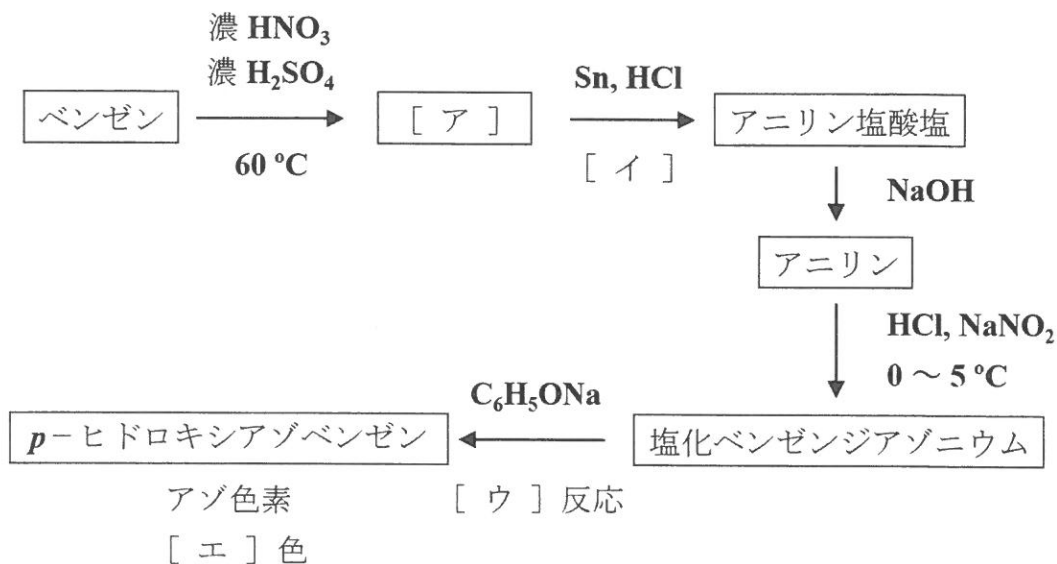 濃 HNO₃
濃 H₂SO₄
ベンゼン
60 ºC
[ ア ]
Sn, HCl
[ イ ]
アニリン塩酸塩
NaOH
アニリン
HCl, NaNO₂
0 ～ 5 ºC
塩化ベンゼンジアゾニウム
C₆H₅ONa
[ ウ ] 反応
p－ヒドロキシアゾベンゼン
アゾ色素
[ エ ] 色